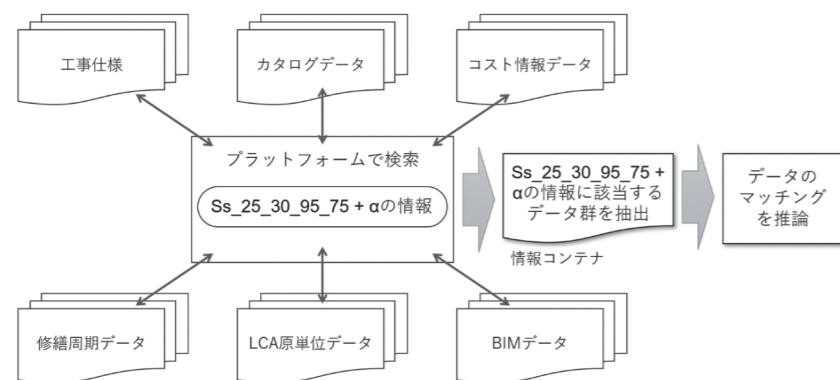 工事仕様
カタログデータ
コスト情報データ
プラットフォームで検索
Ss_25_30_95_75 + αの情報
Ss_25_30_95_75 +
αの情報に該当する
データ群を抽出
情報コンテナ
データの
マッチング
を推論
修繕周期データ
LCA原単位データ
BIMデータ